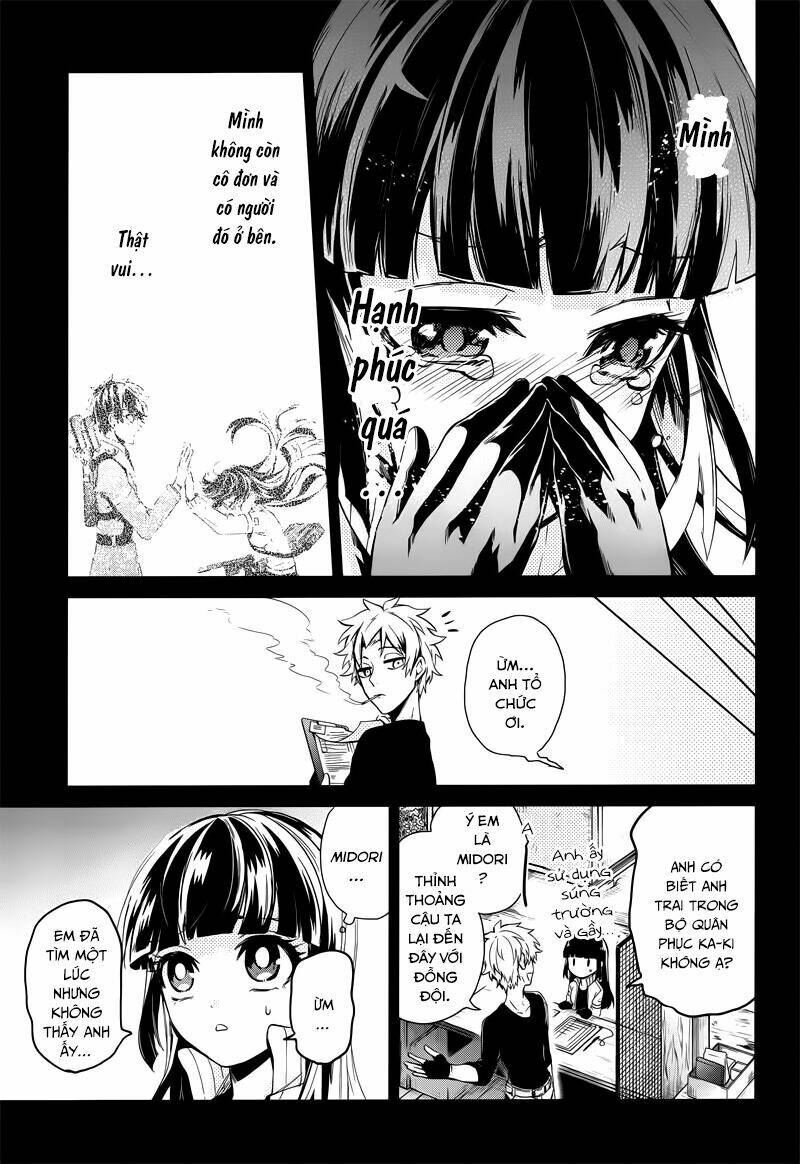 Mình
Hạnh
phúc
quá
...
Mình
không còn
cô đơn và
có người
đó ở bên.
Thật
vui...
ỪM...
ANH TỔ
CHỨC
ƠI.
ANH CÓ
BIẾT ANH
TRAI TRONG
BỘ QUÂN
PHỤC KA-KI
KHÔNG Ạ?
Anh ấy
sử dụng
súng
trường
và gầy...
A
Ý EM
LÀ
MIDORI
?
THỈNH
THOẢNG
CẬU TA
LẠI ĐẾN
ĐÂY VỚI
ĐỒNG
ĐỘI.
MIDORI
...
ỪM
...
EM ĐÃ
TÌM MỘT
LÚC
NHƯNG
KHÔNG
THẤY ANH
ẤY...